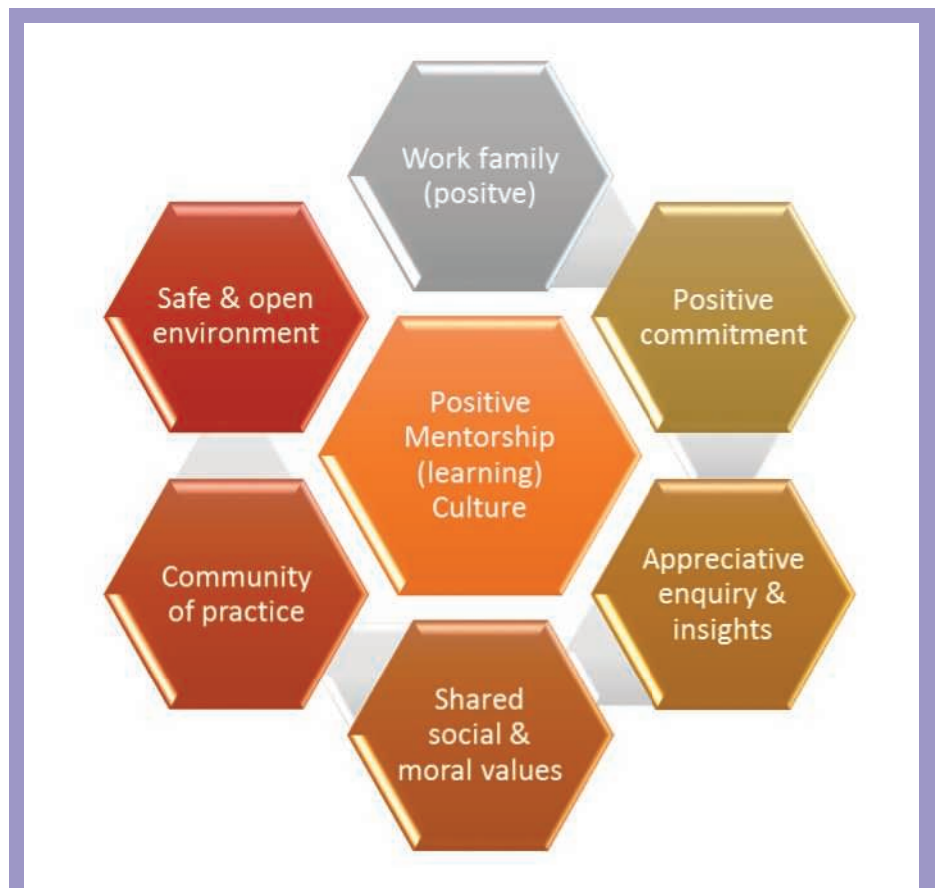 Work family
(positve)
Positive
commitment
Appreciative
enquiry &
insights
Shared
social &
moral values
Community
of practice
Safe & open
environment
Positive
Mentorship
(learning)
Culture